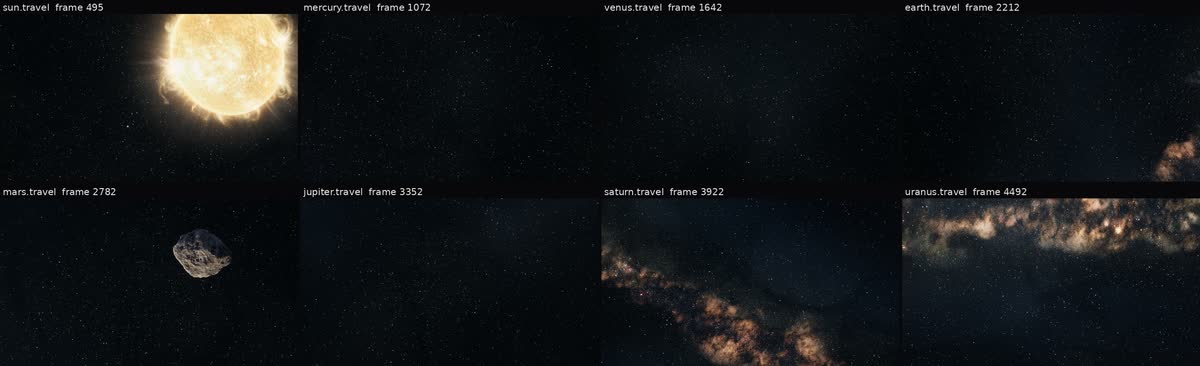 sun.travel frame 495
mercury.travel frame 1072
venus.travel frame 1642
earth.travel frame 2212
mars.travel frame 2782
jupiter.travel frame 3352
saturn.travel frame 3922
uranus.travel frame 4492